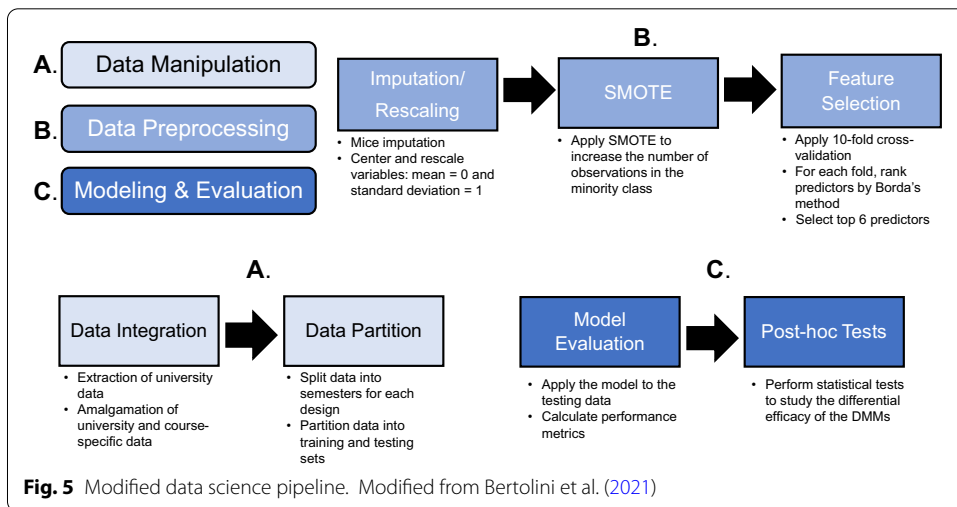 A.
Data Manipulation
B.
Data Preprocessing
C.
Modeling & Evaluation
B.
Imputation/
Rescaling
• Mice imputation
• Center and rescale
variables: mean = 0 and
standard deviation = 1
SMOTE
• Apply SMOTE to
increase the number of
observations in the
minority class
Feature
Selection
• Apply 10-fold cross-
validation
• For each fold, rank
predictors by Borda's
method
• Select top 6 predictors
A.
Data Integration
• Extraction of university
data
• Amalgamation of
university and course-
specific data
Data Partition
• Split data into
semesters for each
design
• Partition data into
training and testing
sets
C.
Model
Evaluation
• Apply the model to the
testing data
• Calculate performance
metrics
Post-hoc Tests
• Perform statistical tests
to study the differential
efficacy of the DMMs
Fig. 5 Modified data science pipeline. Modified from Bertolini et al. (2021)